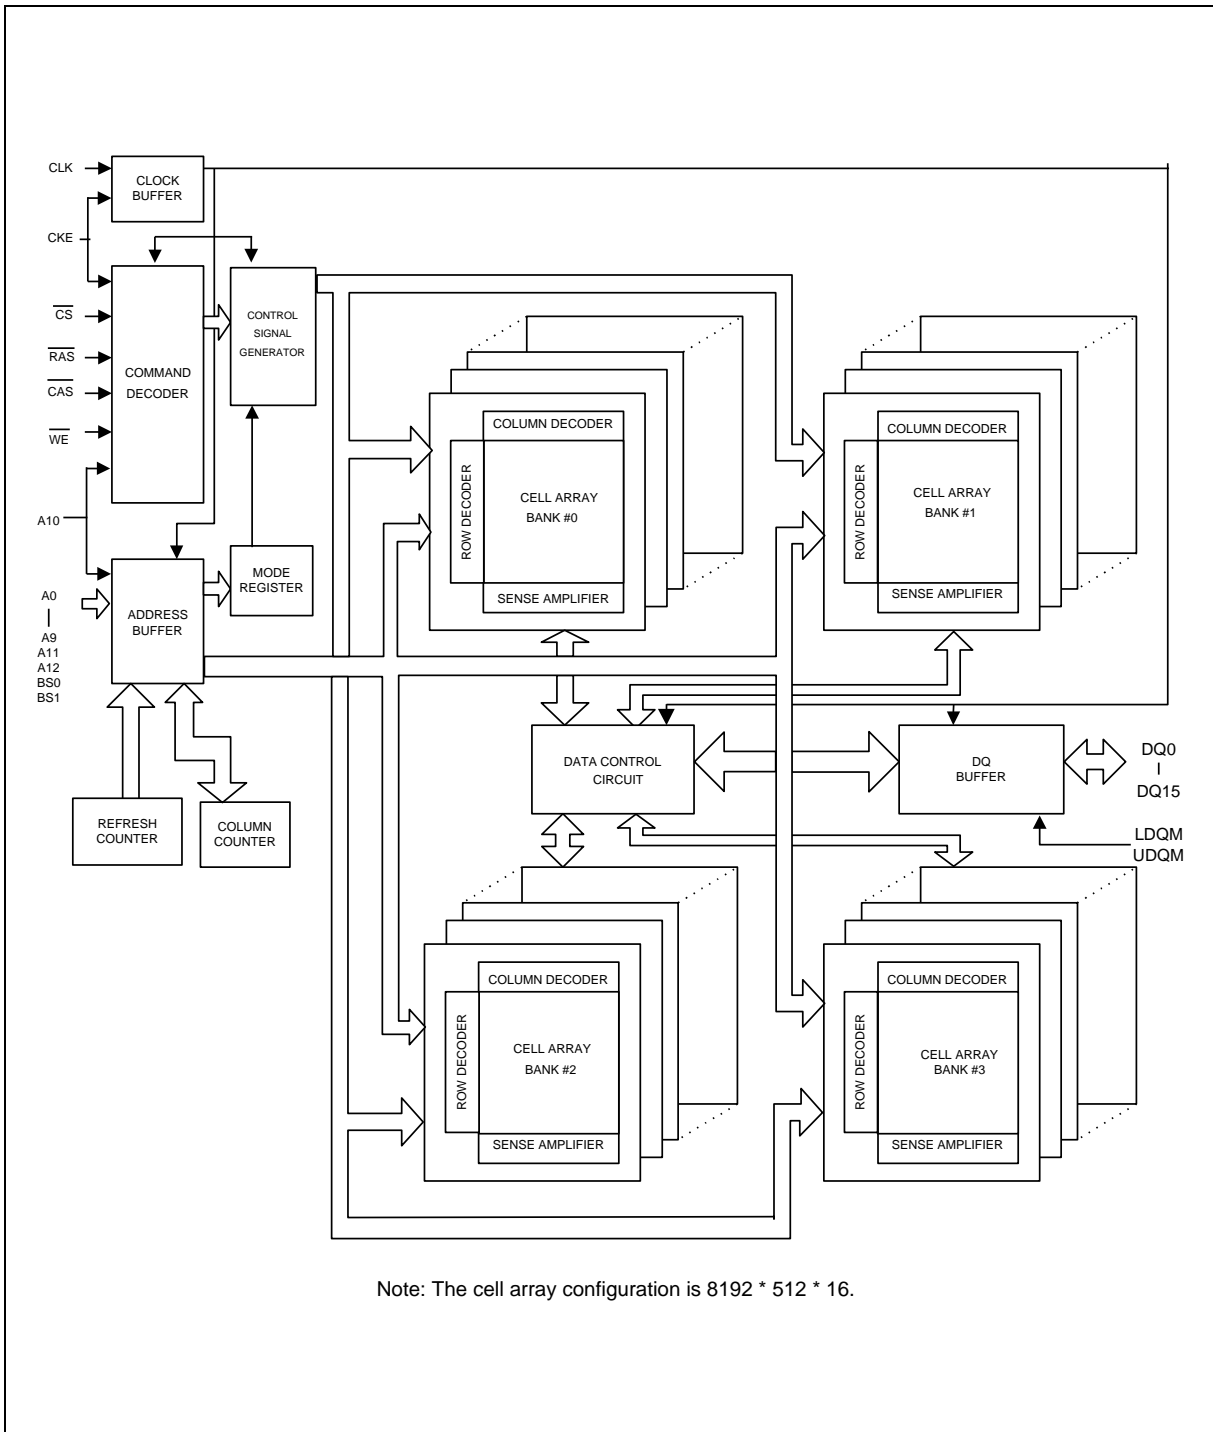 CLK
CLOCK
BUFFER
CKE
CS
RAS
CAS
WE
A10
COMMAND
DECODER
CONTROL
SIGNAL
GENERATOR
A0
A9
A11
A12
BS0
BS1
ADDRESS
BUFFER
MODE
REGISTER
REFRESH
COUNTER
COLUMN
COUNTER
COLUMN DECODER
ROW DECODER
CELL ARRAY
BANK #0
SENSE AMPLIFIER
COLUMN DECODER
ROW DECODER
CELL ARRAY
BANK #1
SENSE AMPLIFIER
DATA CONTROL
CIRCUIT
DQ
BUFFER
DQ0
DQ15
LDQM
UDQM
COLUMN DECODER
ROW DECODER
CELL ARRAY
BANK #2
SENSE AMPLIFIER
COLUMN DECODER
ROW DECODER
CELL ARRAY
BANK #3
SENSE AMPLIFIER
Note: The cell array configuration is 8192 * 512 * 16.